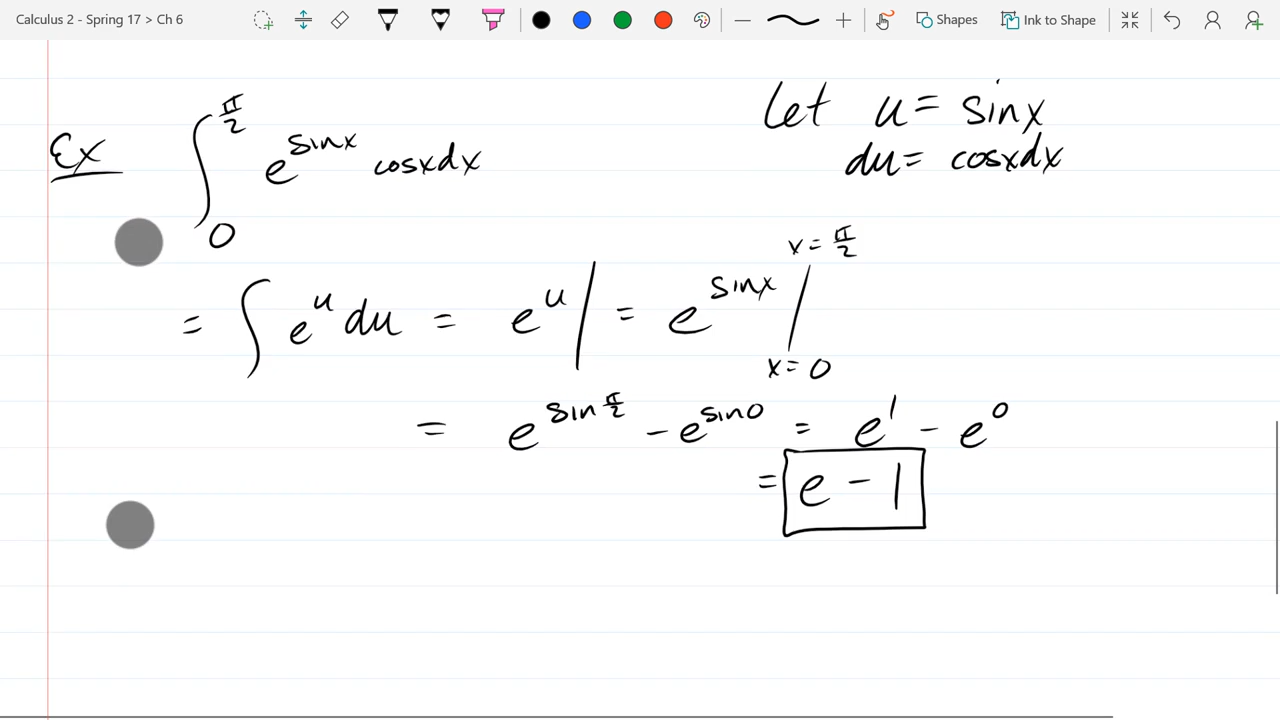 Calculus 2 - Spring 17 > Ch 6 Shapes Ink to Shape
Ex ∫₀^(π/2) e^(sinx) cosxdx
let u = sinx
du = cosxdx
= ∫ e^u du = e^u | = e^(sinx) | x = π/2 x = 0
= e^(sin π/2) - e^(sin0) = e^1 - e^0
= e - 1